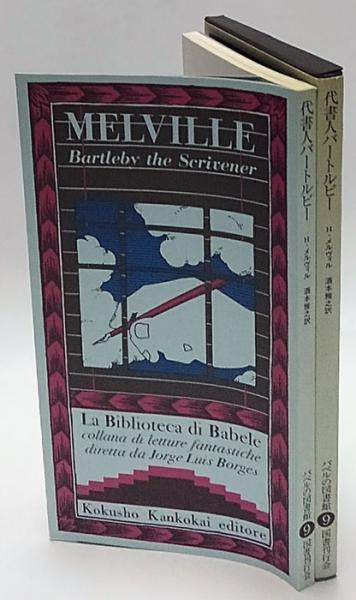 MELVILLE
Bartleby the Scrivener
La Biblioteca di Babele
collana di letture fantastiche
diretta da Jorge Luis Borges
Kokusho Kankokai editore
代書人バートルビー
H・メルヴィル 酒本雅之訳
バベルの図書館 9 国書刊行会
代書人バートルビー
H・メルヴィル 酒本雅之訳
バベルの図書館 9 国書刊行会